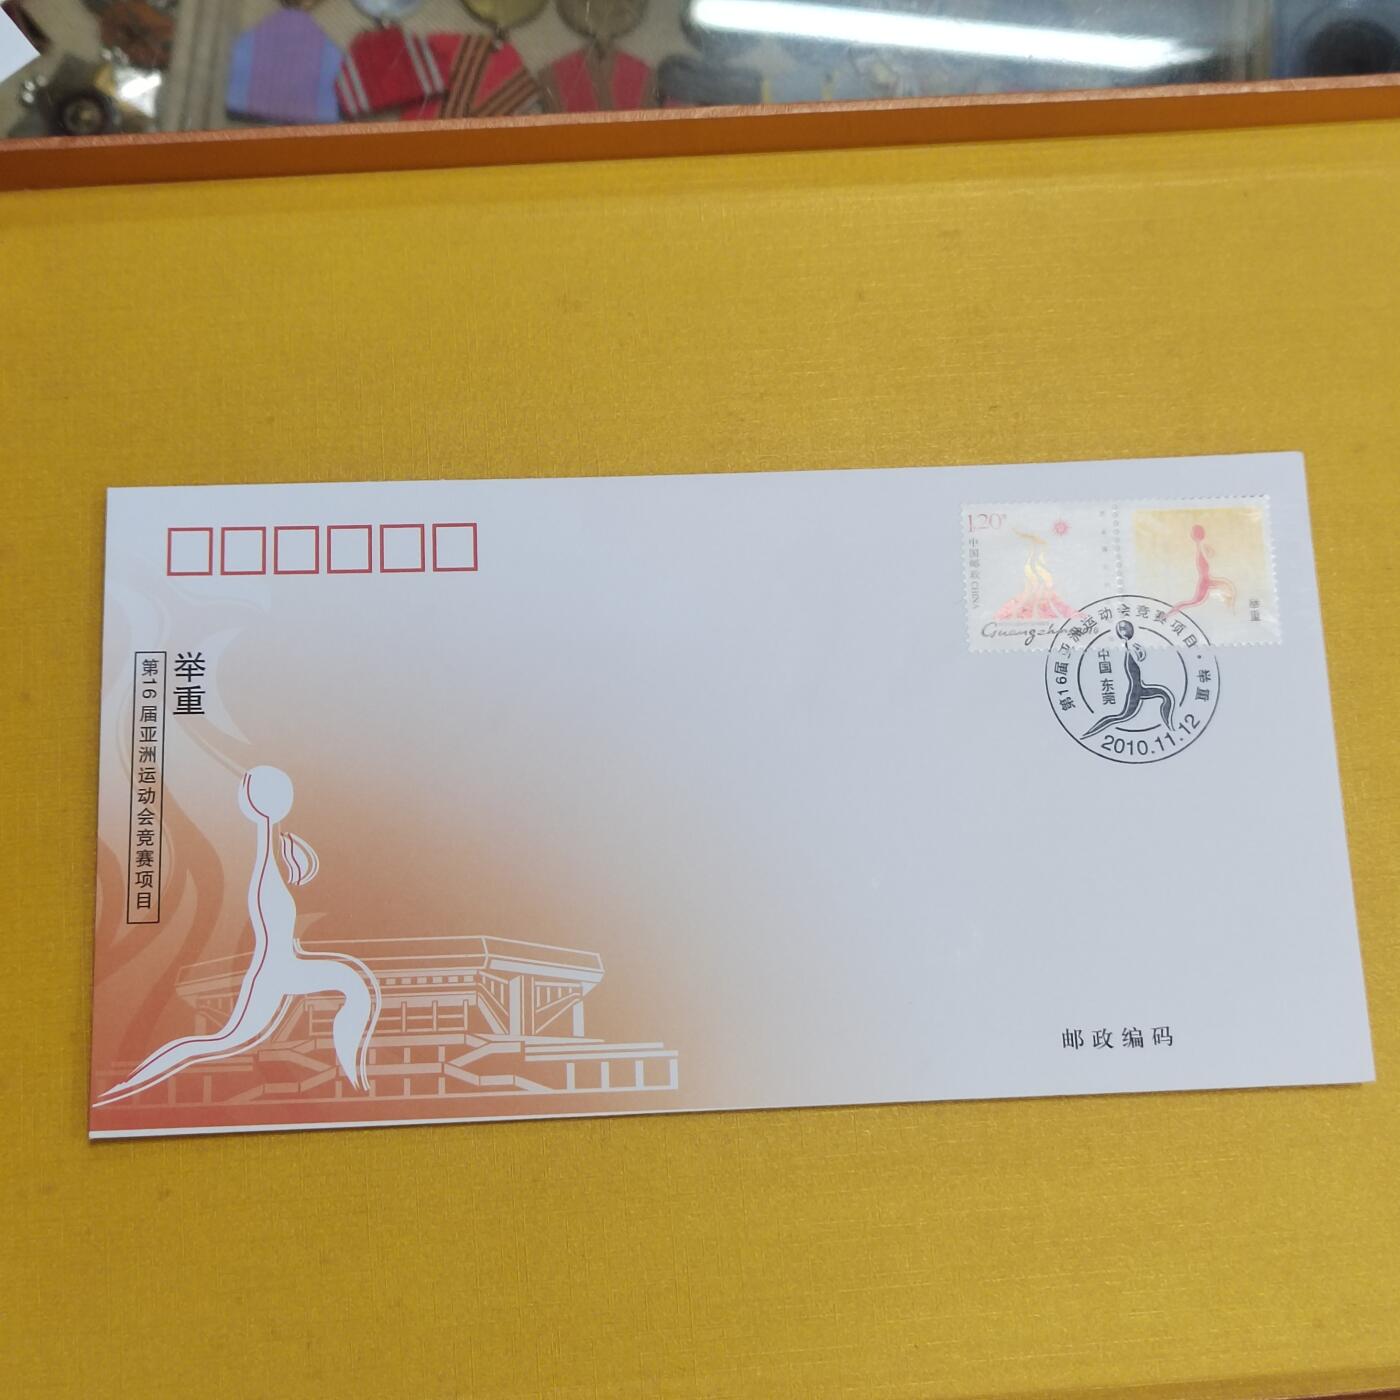 举重
第16届亚洲运动会竞赛项目
1.20元
中国邮政 CHINA
Guangzhou
举重
第16届亚洲运动会竞赛项目·举重
中国 东莞
2010.11.12
邮政编码